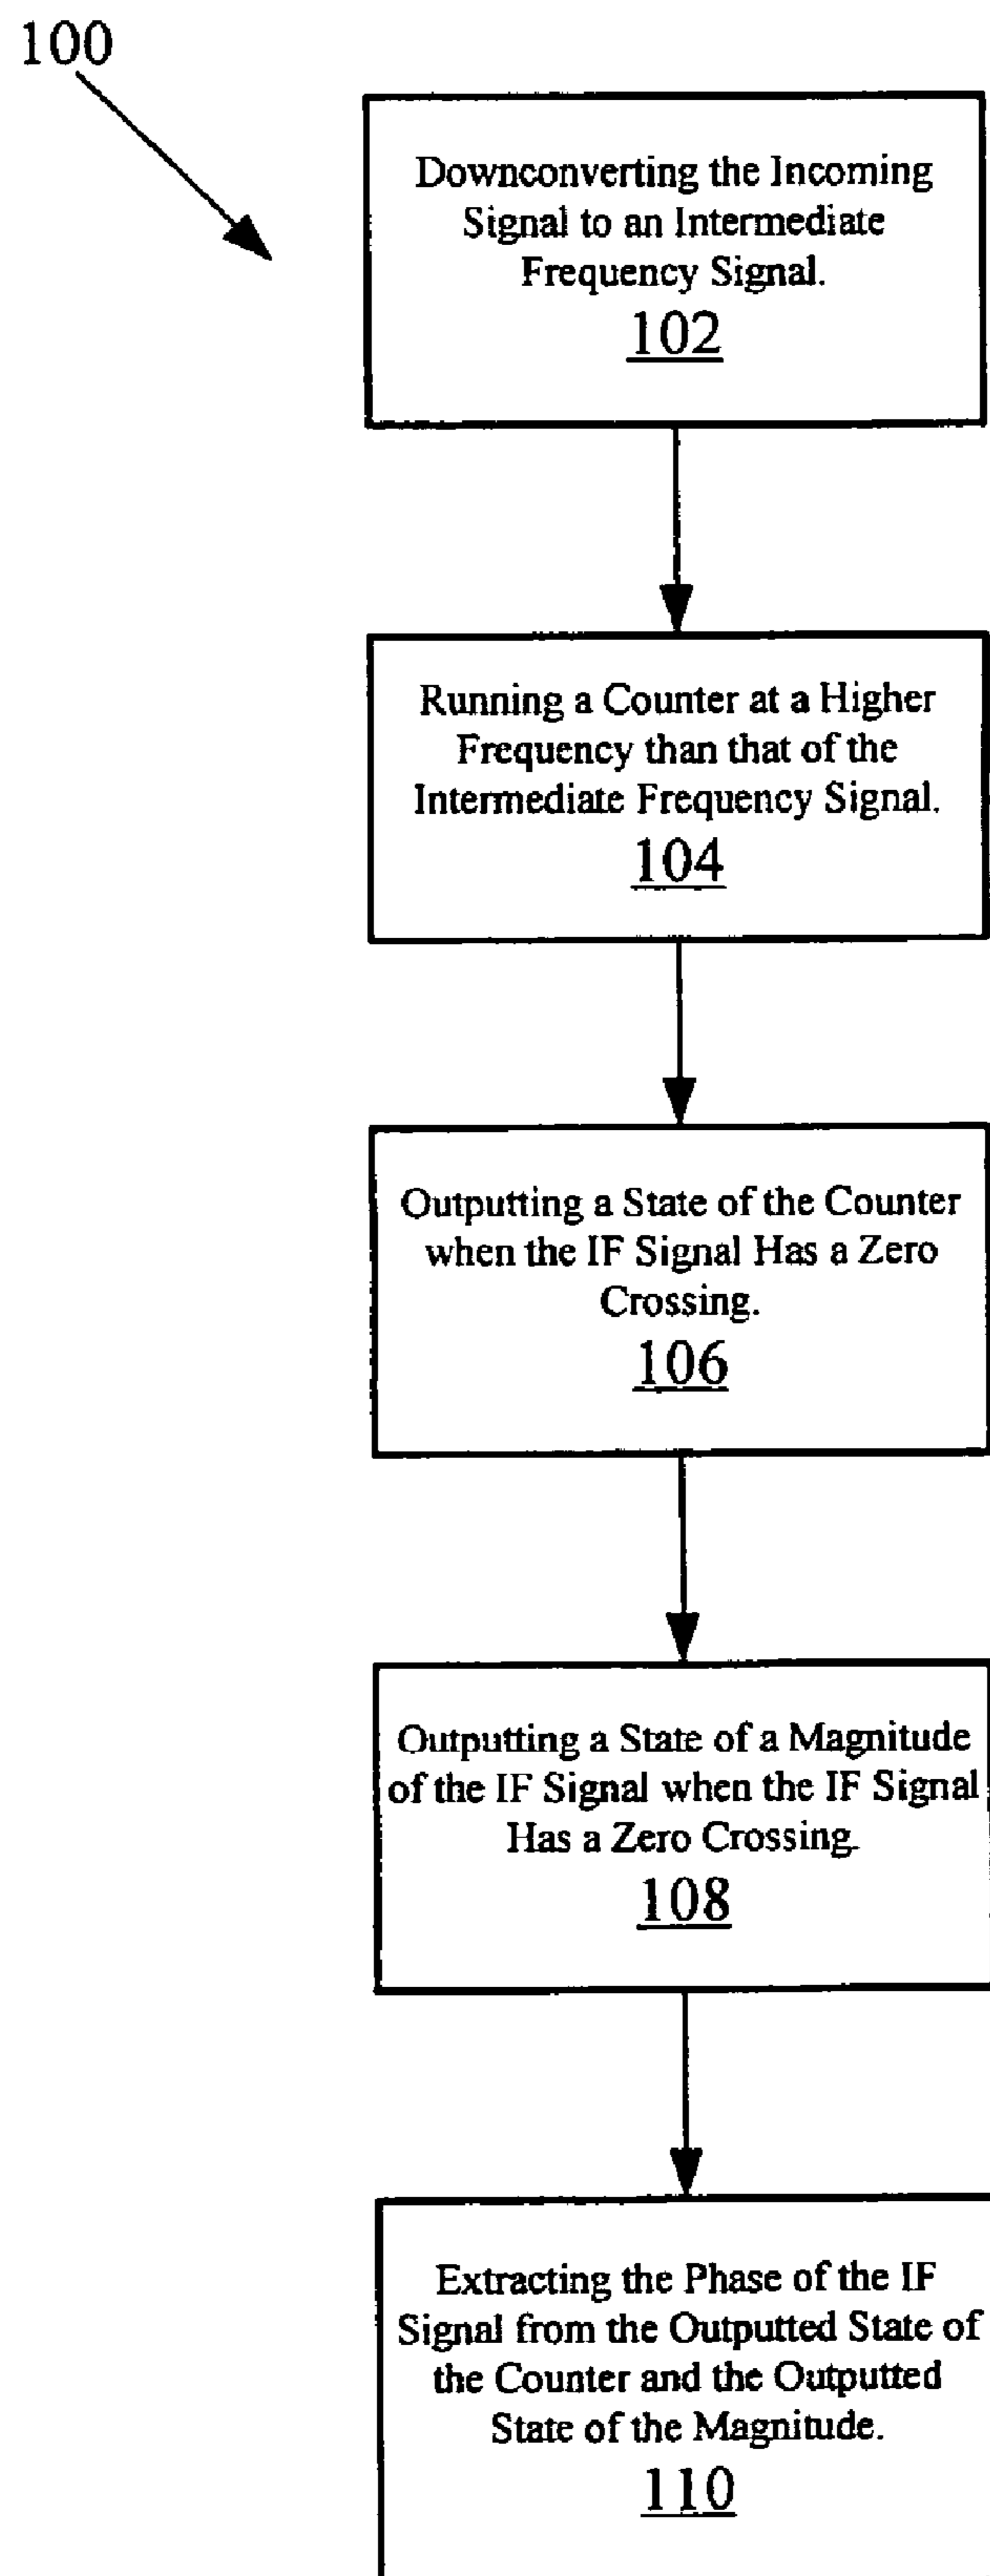 100
Downconverting the Incoming
Signal to an Intermediate
Frequency Signal.
102
Running a Counter at a Higher
Frequency than that of the
Intermediate Frequency Signal.
104
Outputting a State of the Counter
when the IF Signal Has a Zero
Crossing.
106
Outputting a State of a Magnitude
of the IF Signal when the IF Signal
Has a Zero Crossing.
108
Extracting the Phase of the IF
Signal from the Outputted State of
the Counter and the Outputted
State of the Magnitude.
110